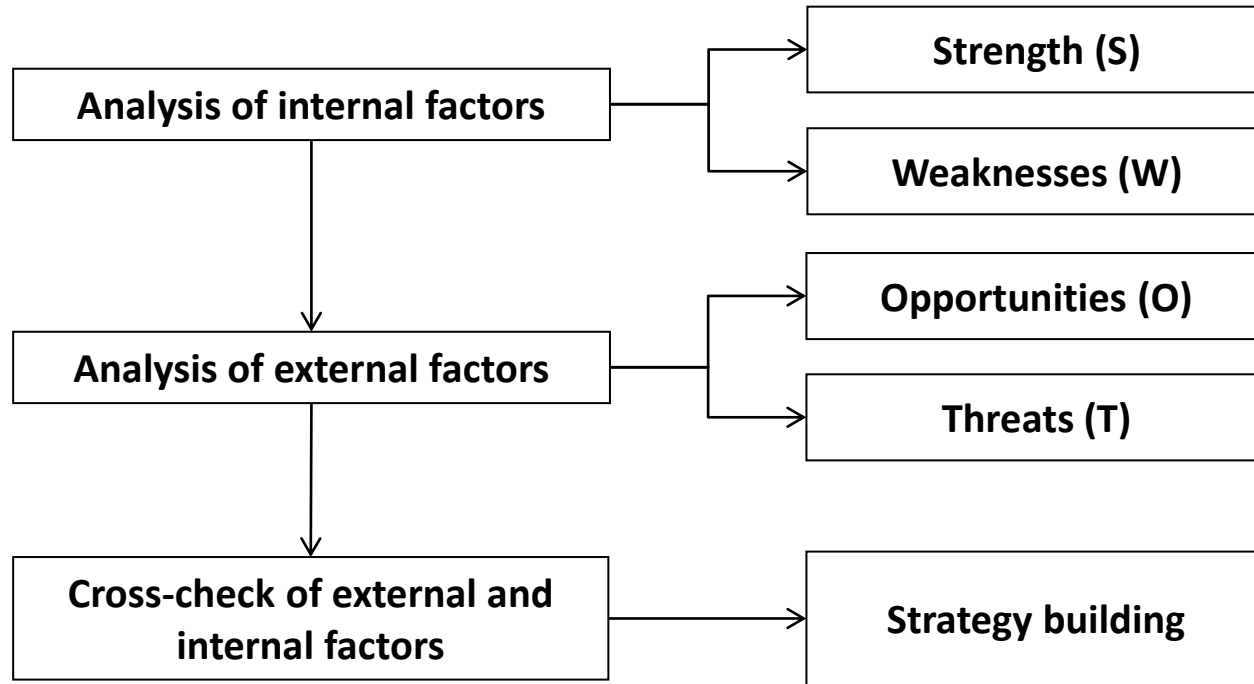 Strength (S)
Analysis of internal factors
Weaknesses (W)
Opportunities (O)
Analysis of external factors
Threats (T)
Cross-check of external and
internal factors
Strategy building